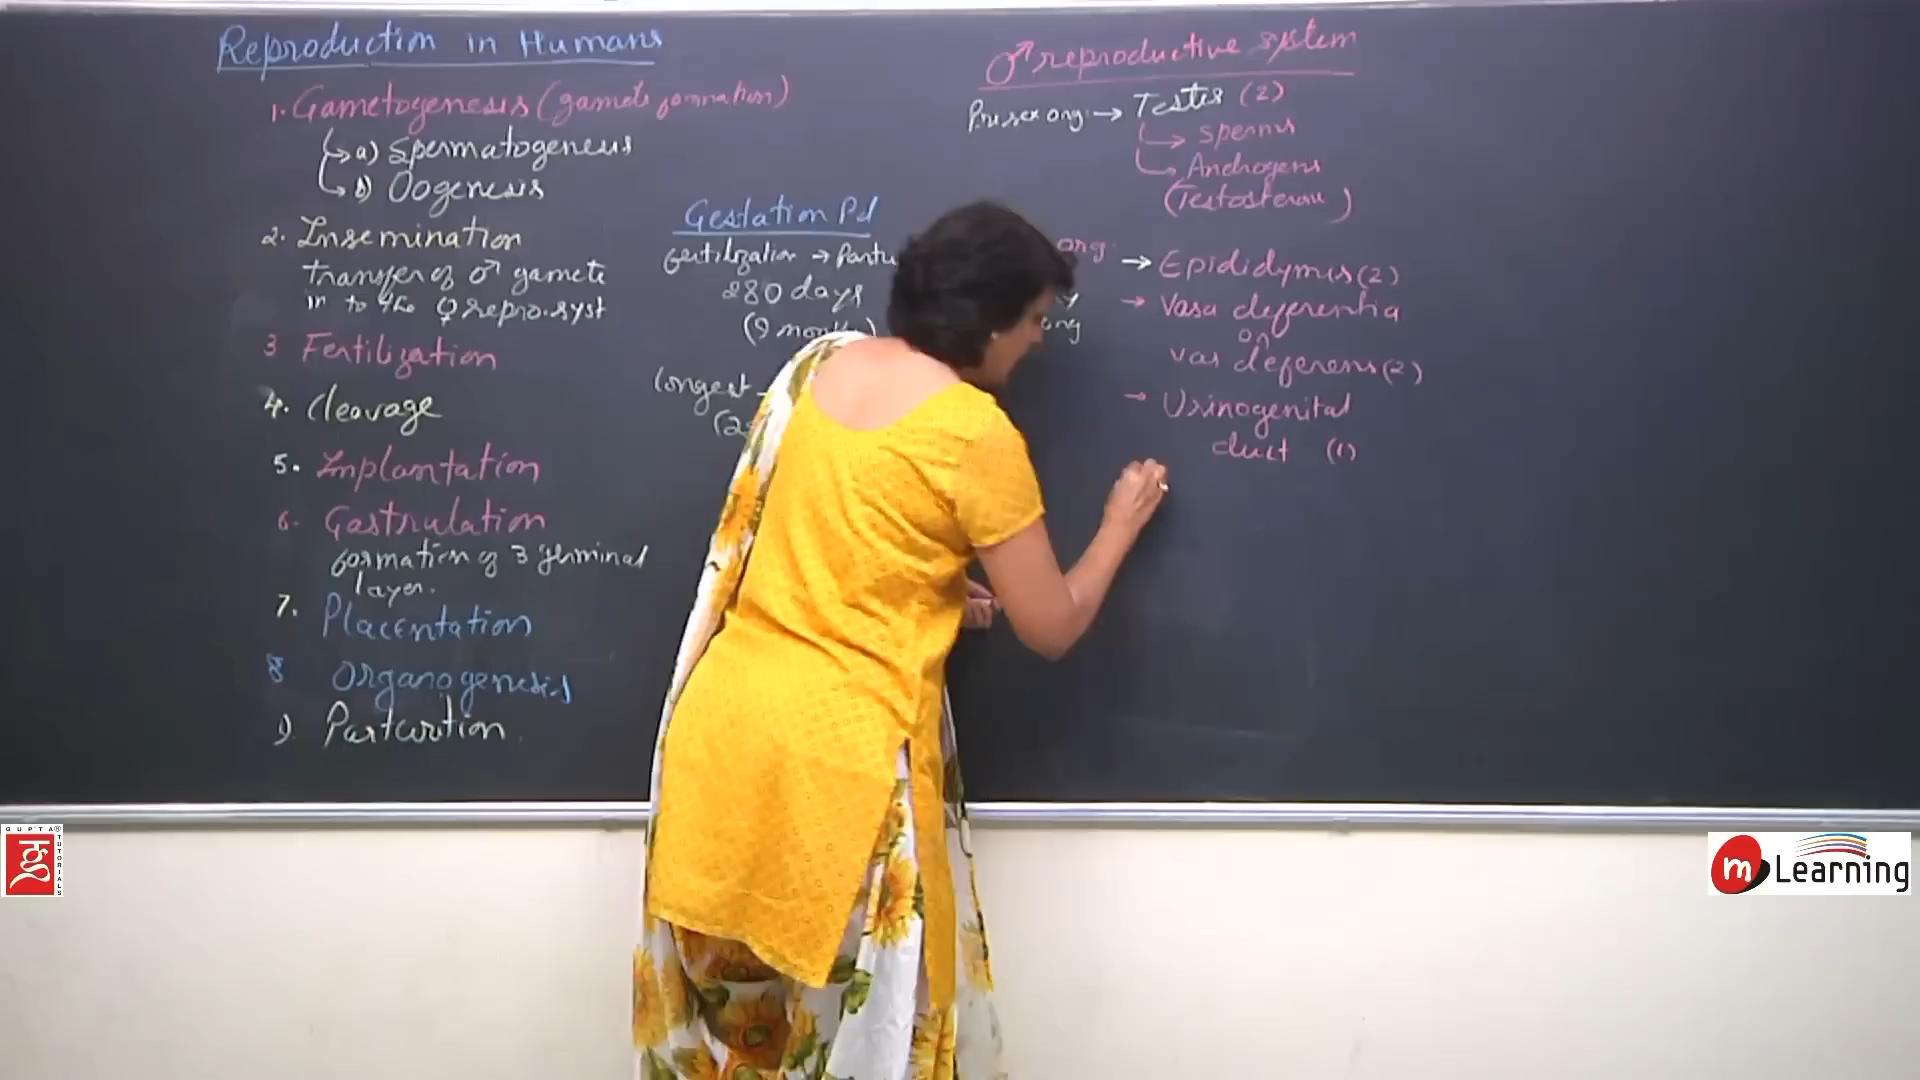 Reproduction in Humans
1. Gametogenesis (gamete formation)
a) Spermatogenesis
b) Oogenesis
2. Insemination
transfer of ♂ gamete
in to the ♀ repro. syst
3 Fertilization
4. Cleavage
5. Implantation
6. Gastrulation
formation of 3 germinal
layer.
7. Placentation
8 Organogenesis
9. Parturition.
Gestation Pd
fertilization → Partu
280 days
(9 month)
longest
(2
♂ reproductive system
Pri sex org. → Testis (2)
→ Sperms
→ Androgens
(Testosterone)
org.
→ Epididymis (2)
→ Vasa deferentia
or
vas deferens (2)
→ Urinogenital
duct (1)
y
org
GUPTA®
TUTORIALS
m Learning